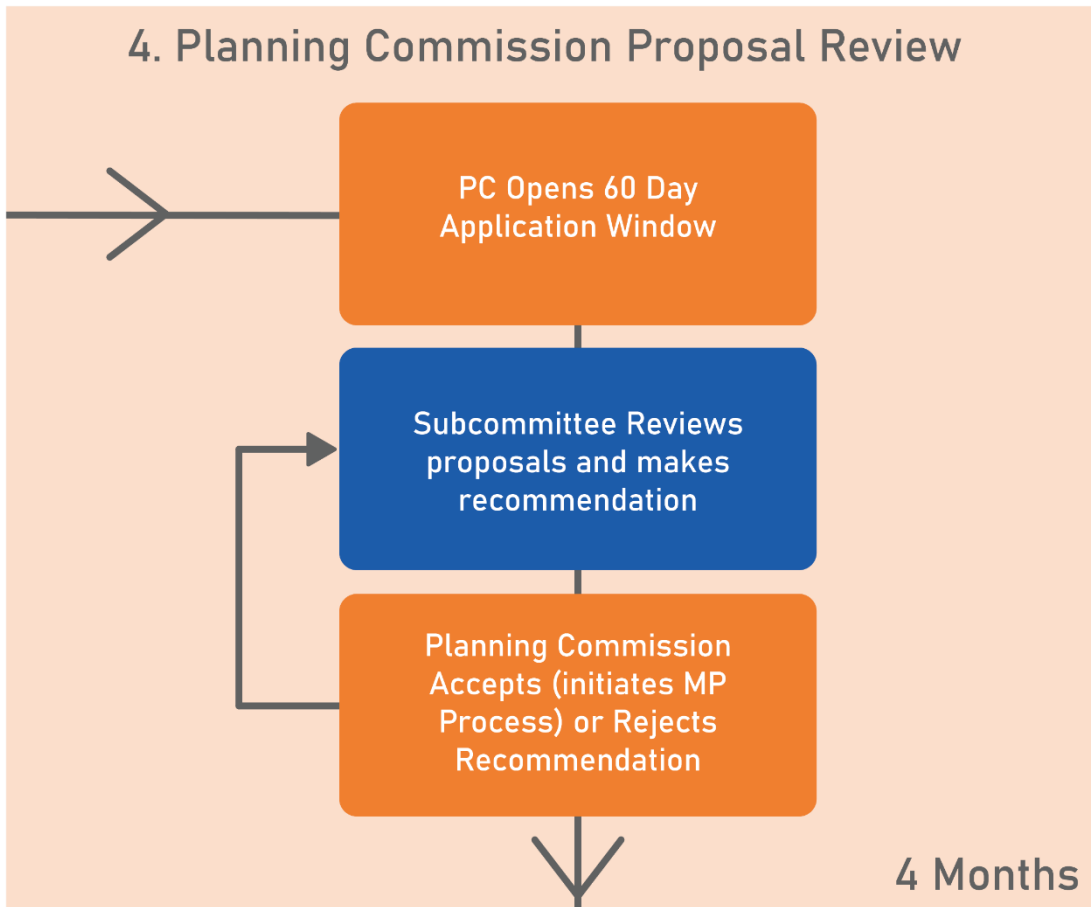 4. Planning Commission Proposal Review
PC Opens 60 Day
Application Window
Subcommittee Reviews
proposals and makes
recommendation
Planning Commission
Accepts (initiates MP
Process) or Rejects
Recommendation
4 Months